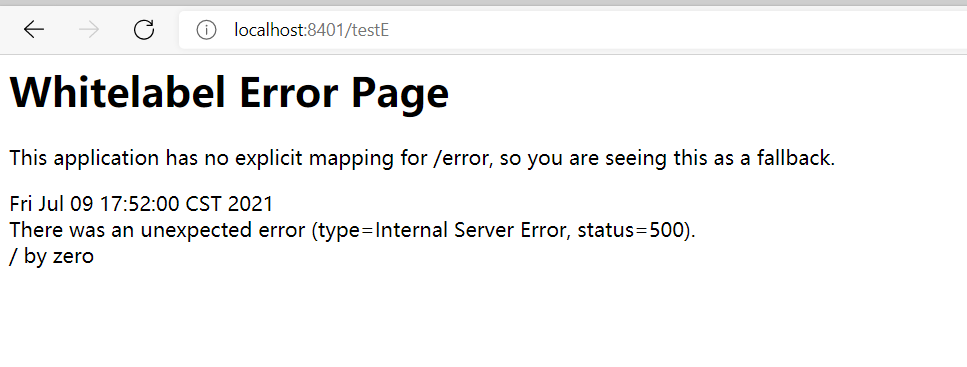 localhost:8401/testE
Whitelabel Error Page
This application has no explicit mapping for /error, so you are seeing this as a fallback.
Fri Jul 09 17:52:00 CST 2021
There was an unexpected error (type=Internal Server Error, status=500).
/ by zero